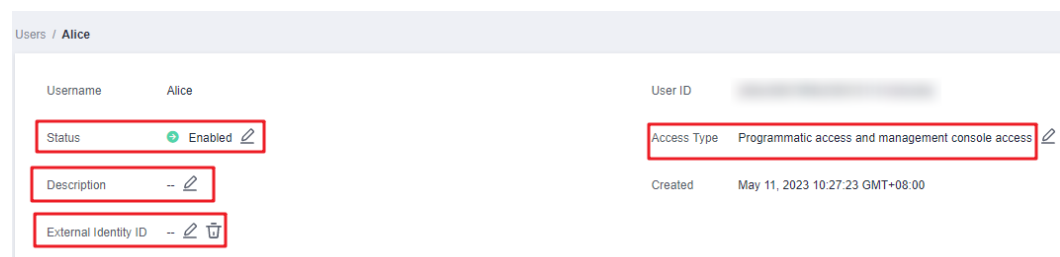 Users / Alice
Username Alice User ID
Status Enabled Access Type Programmatic access and management console access
Description -- Created May 11, 2023 10:27:23 GMT+08:00
External Identity ID --